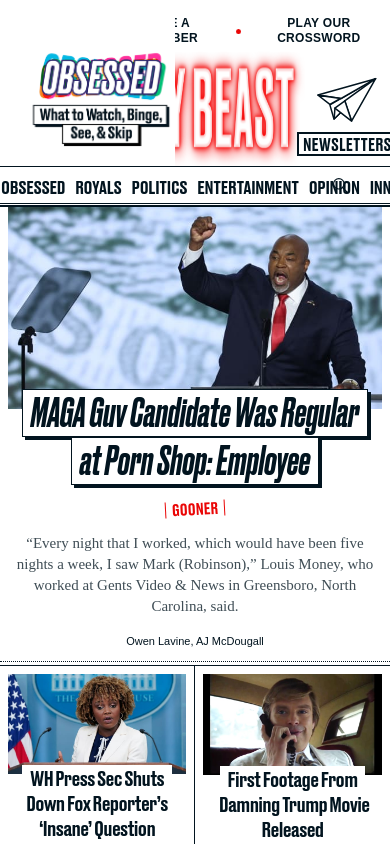 E A
BER
PLAY OUR
CROSSWORD
OBSESSED
What to Watch, Binge,
See, & Skip
Y BEAST
NEWSLETTERS
OBSESSED ROYALS POLITICS ENTERTAINMENT OPINION INN
MAGA Guv Candidate Was Regular
at Porn Shop: Employee
GOONER
“Every night that I worked, which would have been five
nights a week, I saw Mark (Robinson),” Louis Money, who
worked at Gents Video & News in Greensboro, North
Carolina, said.
Owen Lavine, AJ McDougall
WH Press Sec Shuts
Down Fox Reporter’s
‘Insane’ Question
First Footage From
Damning Trump Movie
Released